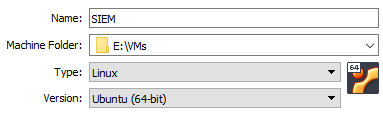 Name: SIEM
Machine Folder: E:\VMs
Type: Linux
64
Version: Ubuntu (64-bit)